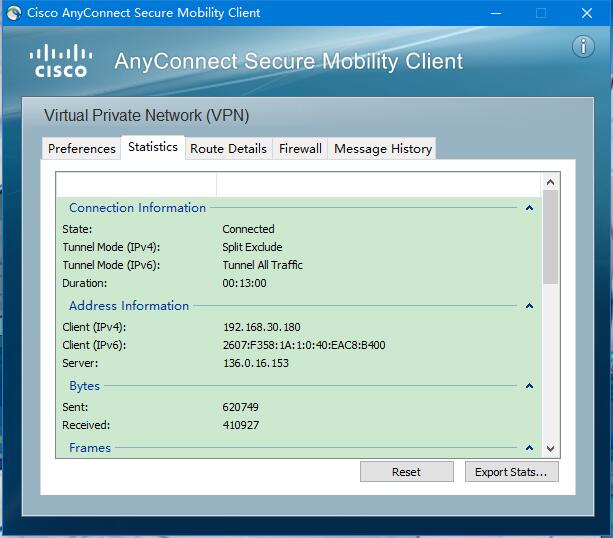 Cisco AnyConnect Secure Mobility Client
CISCO AnyConnect Secure Mobility Client
Virtual Private Network (VPN)
Preferences Statistics Route Details Firewall Message History
Connection Information
State: Connected
Tunnel Mode (IPv4): Split Exclude
Tunnel Mode (IPv6): Tunnel All Traffic
Duration: 00:13:00
Address Information
Client (IPv4): 192.168.30.180
Client (IPv6): 2607:F358:1A:1:0:40:EAC8:B400
Server: 136.0.16.153
Bytes
Sent: 620749
Received: 410927
Frames
Reset Export Stats...